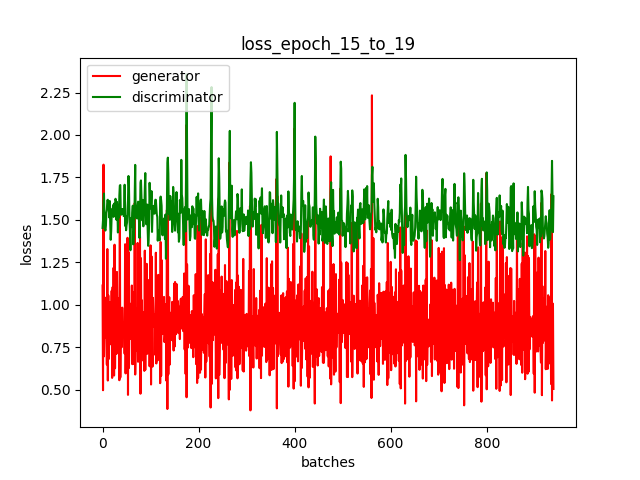 loss_epoch_15_to_19
generator
discriminator
2.25
2.00
1.75
1.50
1.25
1.00
0.75
0.50
losses
0 200 400 600 800
batches